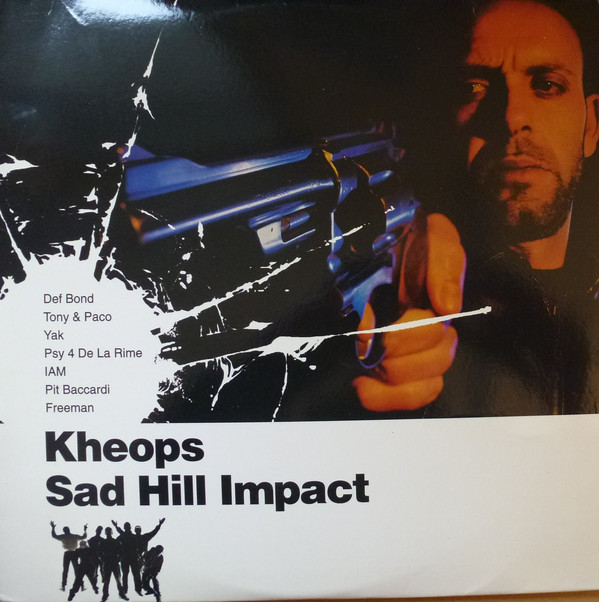 Def Bond
Tony & Paco
Yak
Psy 4 De La Rime
IAM
Pit Baccardi
Freeman
Kheops
Sad Hill Impact